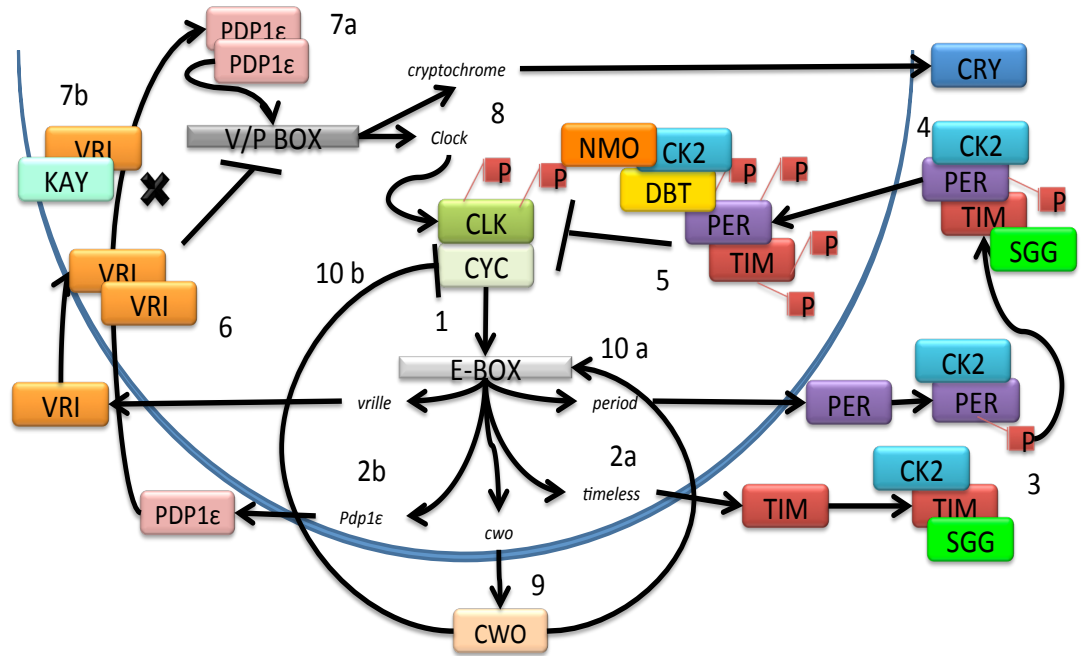 PDP1ε
7a
PDP1ε
cryptochrome
CRY
7b
V/P BOX
Clock
8
VRI
KAY
P
P
NMO
CK2
DBT
P
P
PER
TIM
P
P
5
4
CK2
PER
P
TIM
SGG
CLK
CYC
10 b
VRI
VRI
6
1
10 a
E-BOX
VRI
vrille
period
PER
CK2
PER
P
3
2b
2a
Pdp1ε
PDP1ε
cwo
timeless
TIM
CK2
TIM
SGG
9
CWO